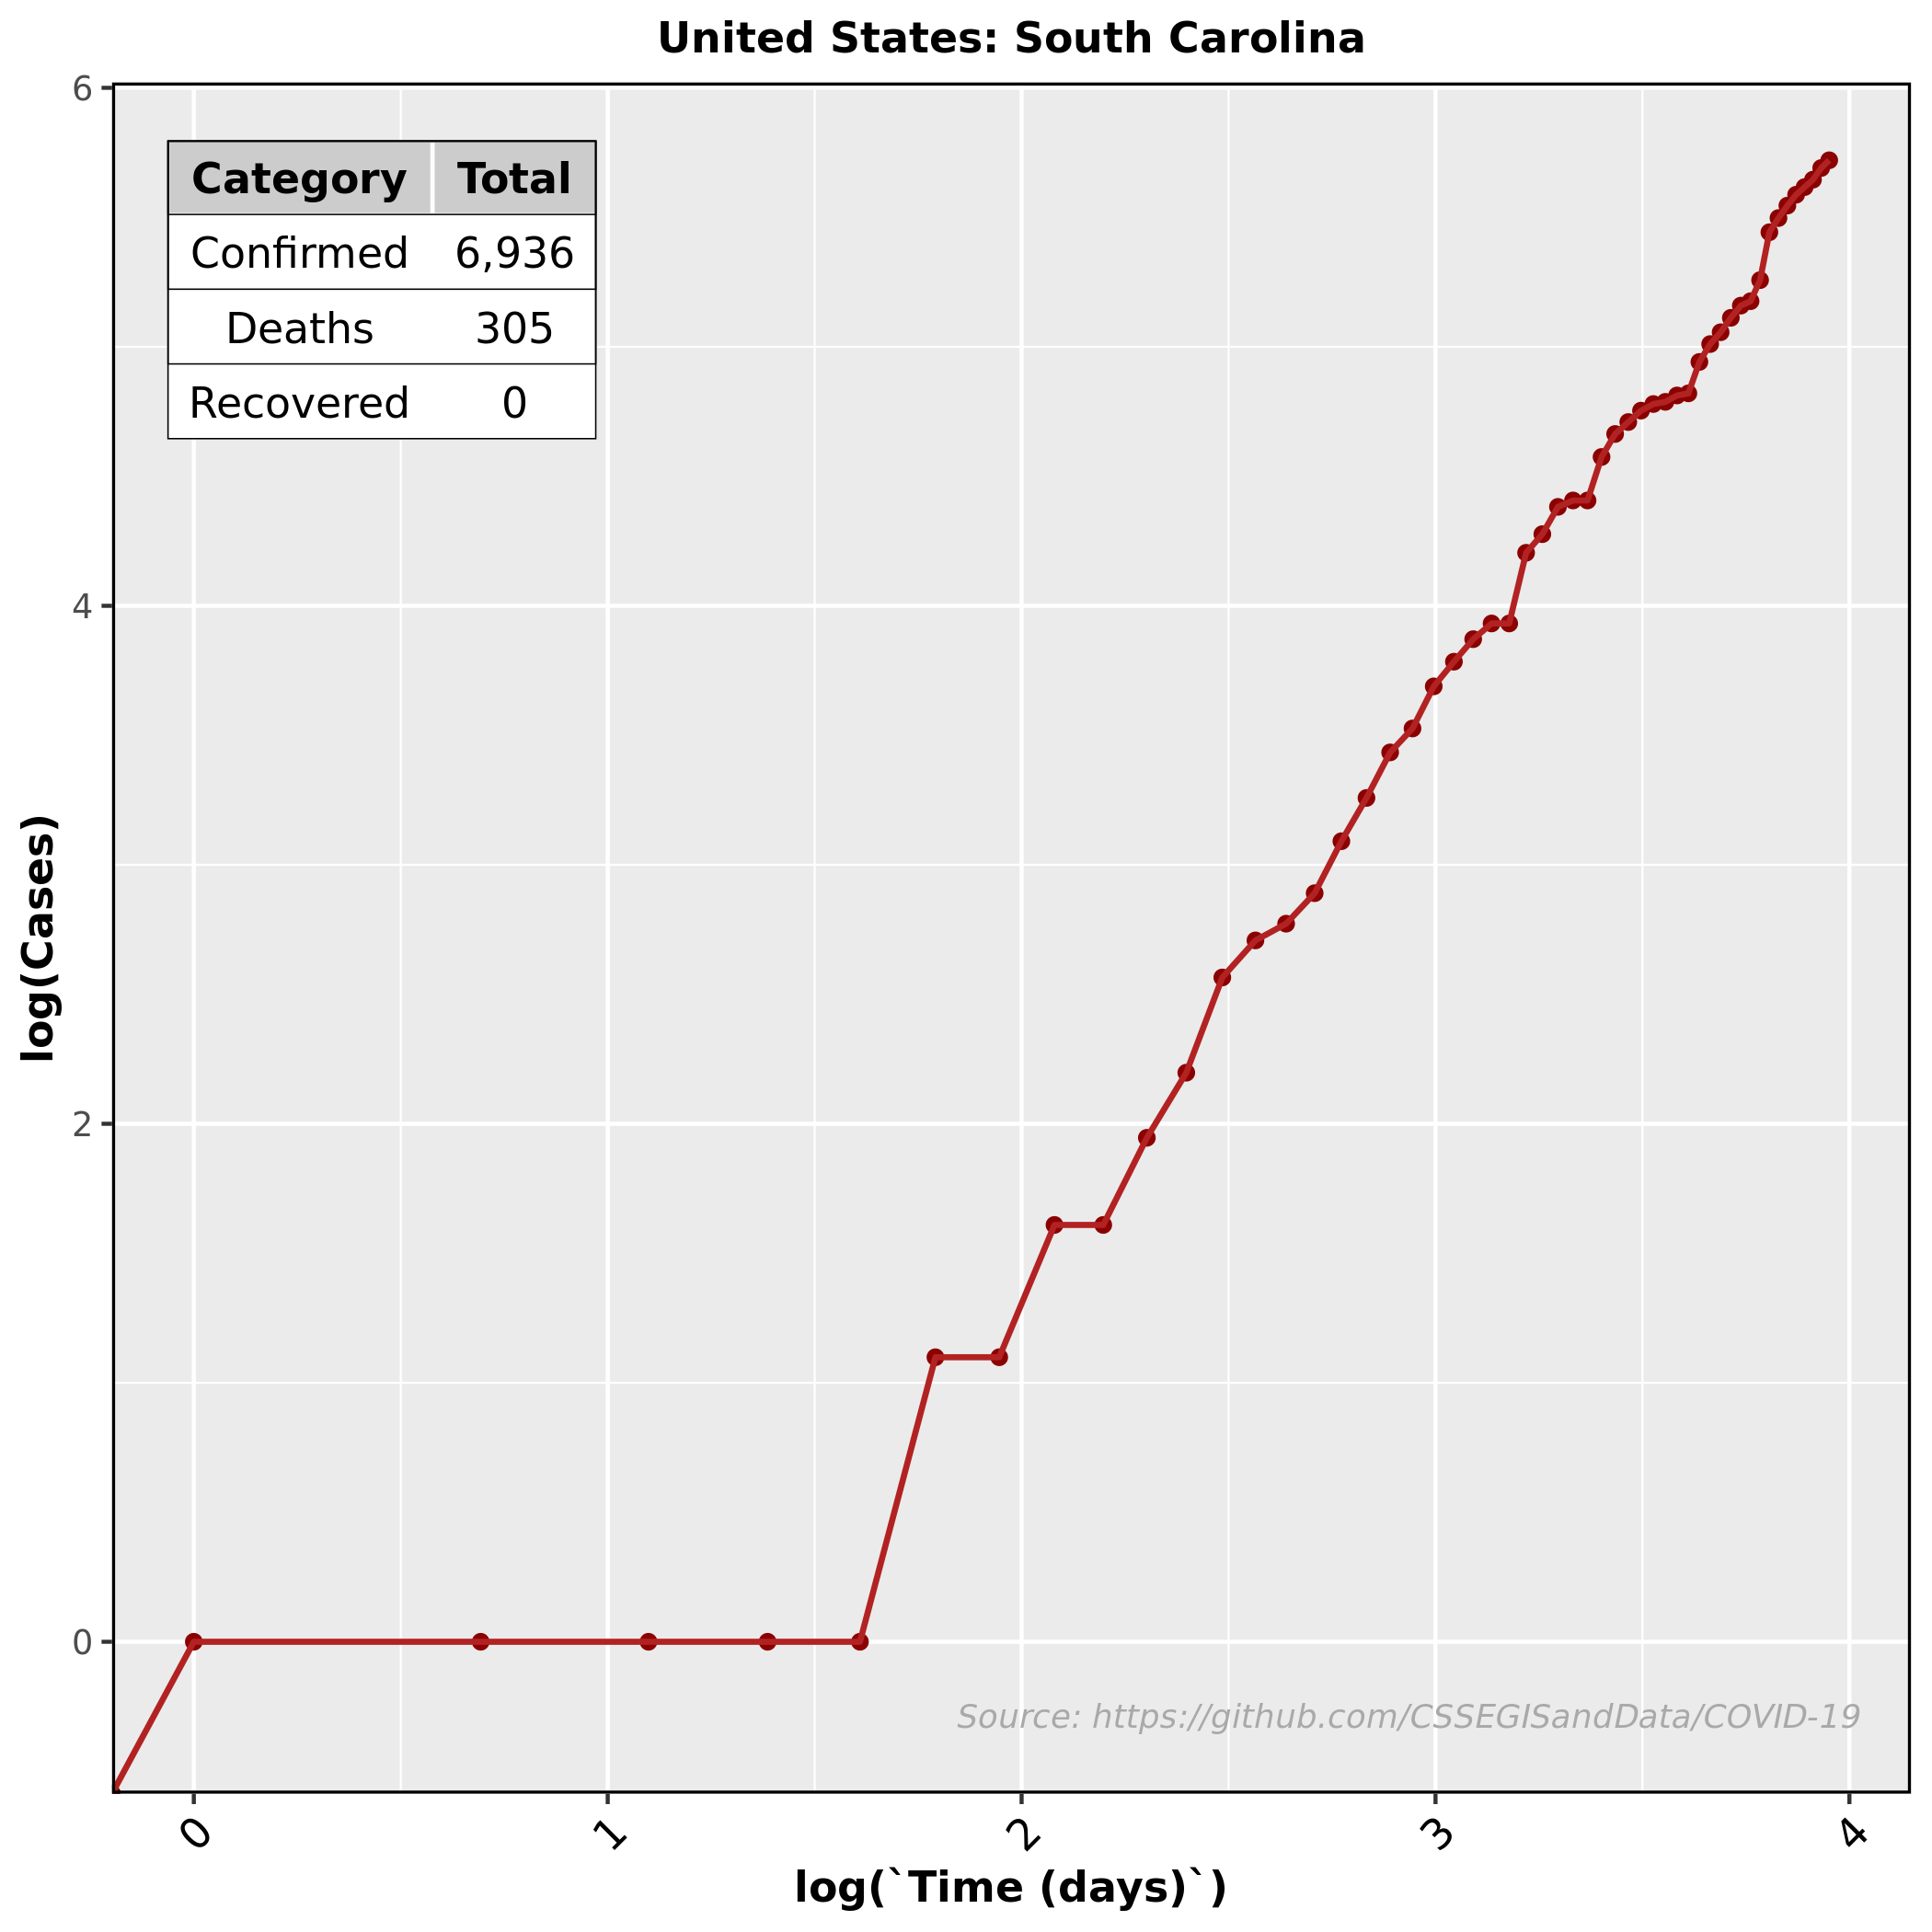 United States: South Carolina
6
4
2
0
log(Cases)
Category Total
Confirmed 6,936
Deaths 305
Recovered 0
Source: https://github.com/CSSEGISandData/COVID-19
0 1 2 3 4
log(`Time (days)`)